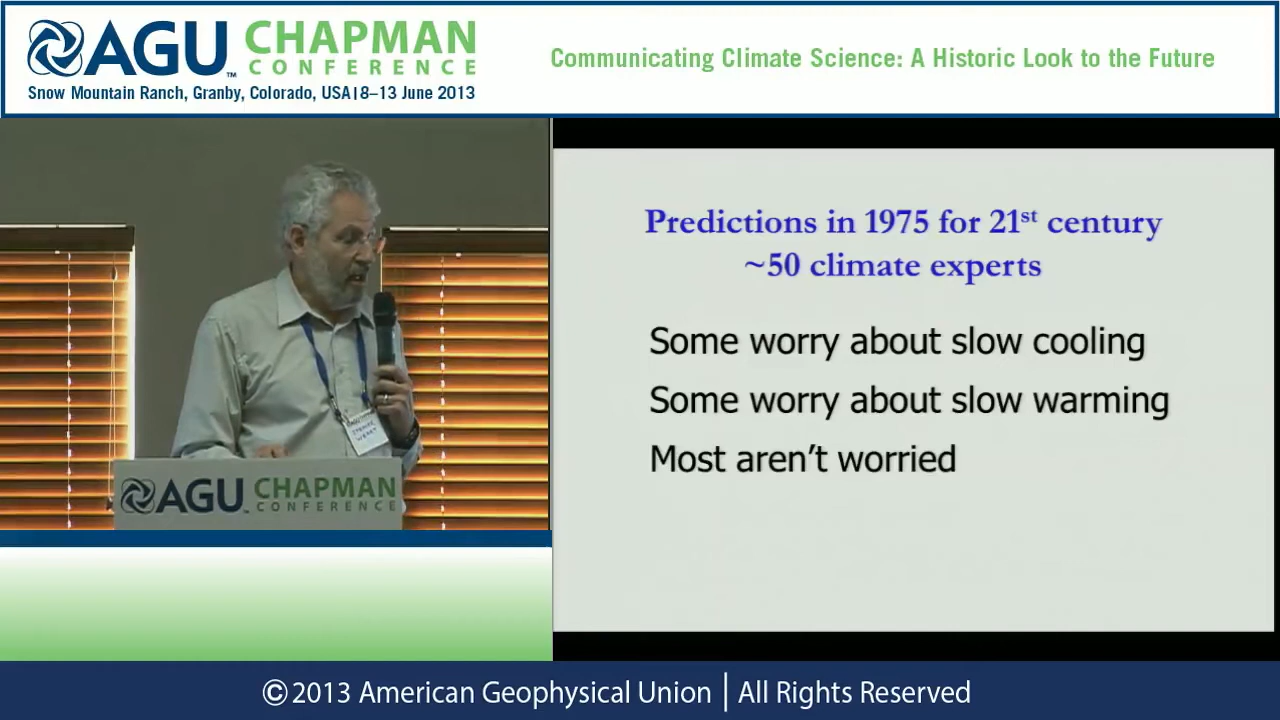 AGU CHAPMAN
CONFERENCE
™
Snow Mountain Ranch, Granby, Colorado, USA|8–13 June 2013
Communicating Climate Science: A Historic Look to the Future
Predictions in 1975 for 21st century
~50 climate experts
Some worry about slow cooling
Some worry about slow warming
Most aren't worried
AGU CHAPMAN
CONFERENCE
©2013 American Geophysical Union | All Rights Reserved